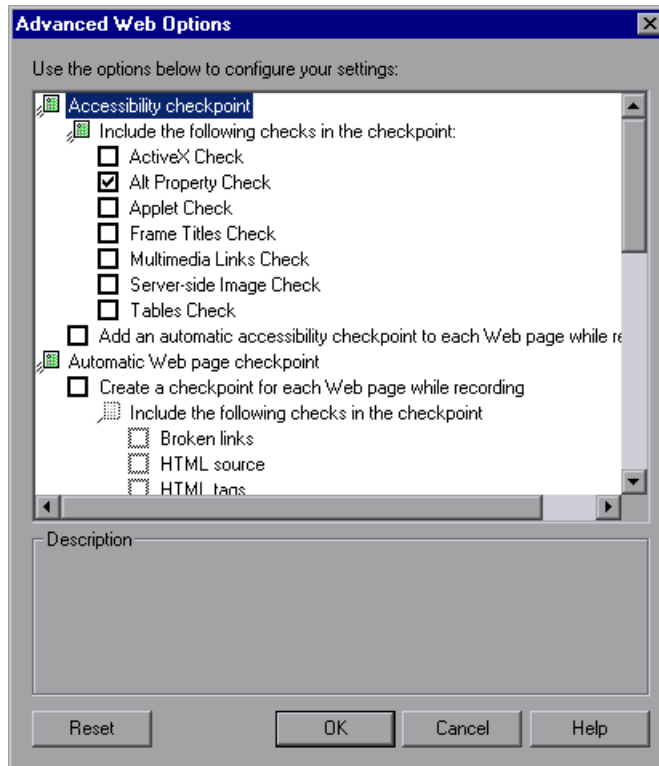 Advanced Web Options
Use the options below to configure your settings:
Accessibility checkpoint
Include the following checks in the checkpoint:
ActiveX Check
Alt Property Check
Applet Check
Frame Titles Check
Multimedia Links Check
Server-side Image Check
Tables Check
Add an automatic accessibility checkpoint to each Web page while re
Automatic Web page checkpoint
Create a checkpoint for each Web page while recording
Include the following checks in the checkpoint
Broken links
HTML source
HTML tags
Description
Reset
OK
Cancel
Help